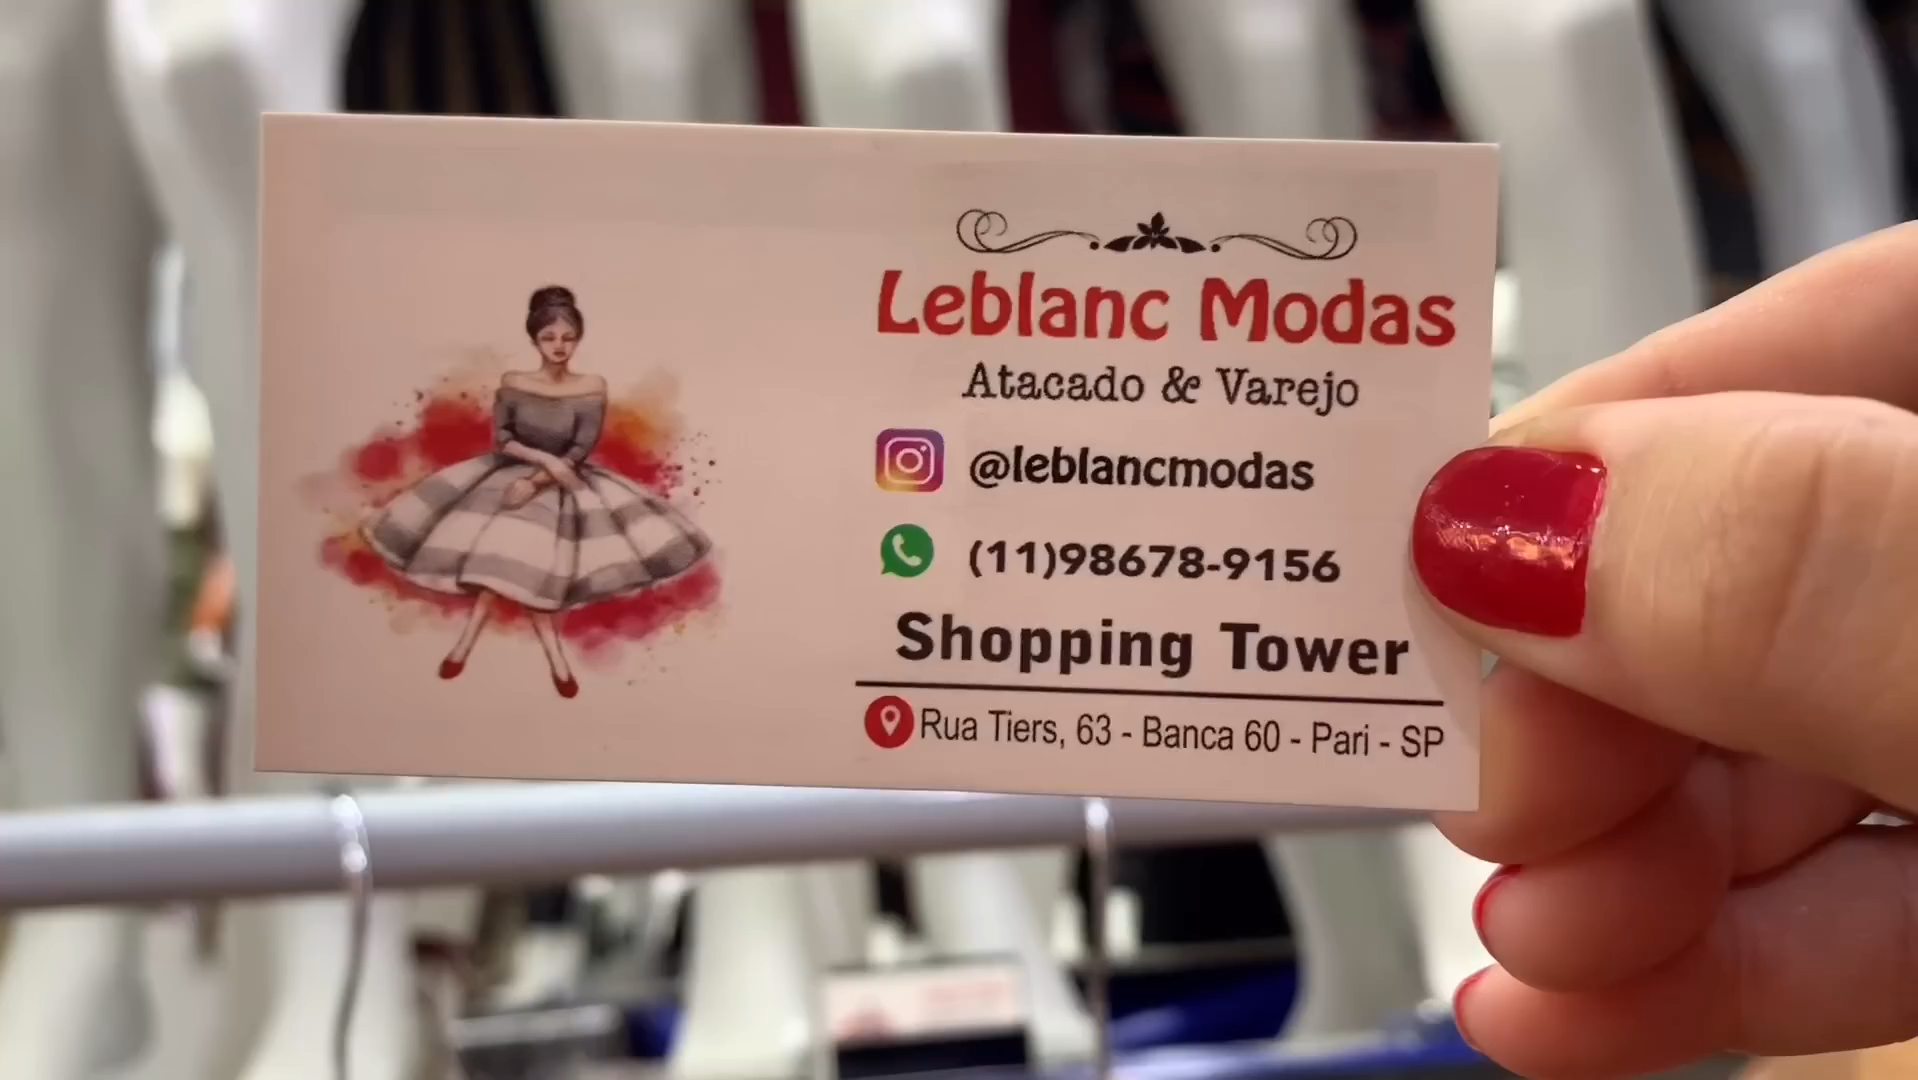 Leblanc Modas
Atacado & Varejo
@leblancmodas
(11)98678-9156
Shopping Tower
Rua Tiers, 63 - Banca 60 - Pari - SP